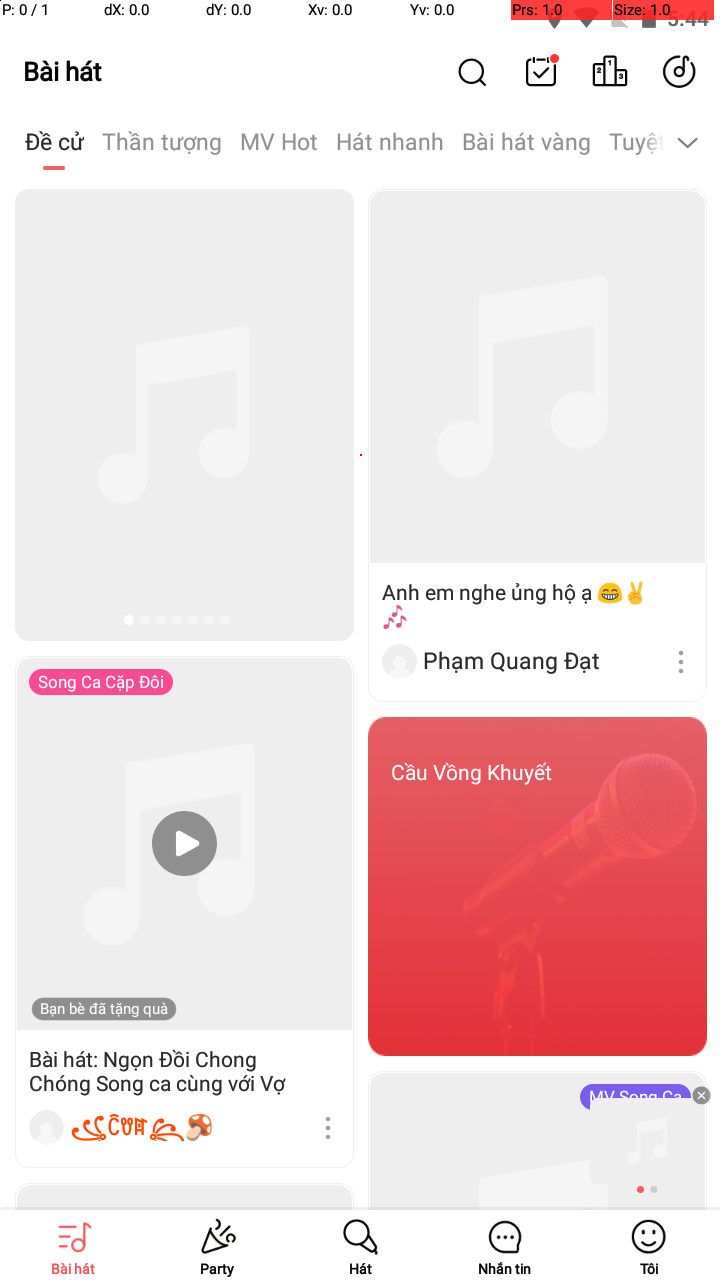 P: 0 / 1 dX: 0.0 dY: 0.0 Xv: 0.0 Yv: 0.0 Prs: 1.0 Size: 1.0
5:44
Bài hát
Đề cử Thần tượng MV Hot Hát nhanh Bài hát vàng Tuyệt
Anh em nghe ủng hộ ạ 😁✌️
🎶
Phạm Quang Đạt
Song Ca Cặp Đôi
Bạn bè đã tặng quà
Bài hát: Ngọn Đồi Chong
Chóng Song ca cùng với Vợ
Cầu Vồng Khuyết
MV Song Ca
Bài hát Party Hát Nhắn tin Tôi